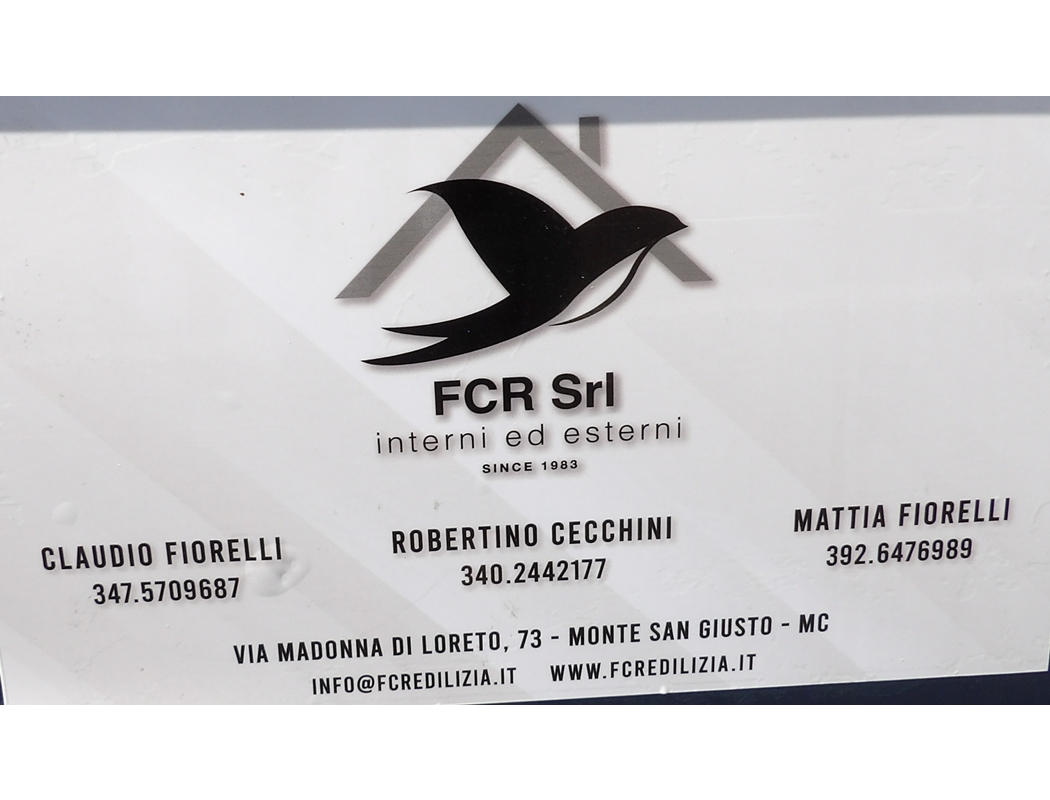 FCR Srl
interni ed esterni
SINCE 1983
CLAUDIO FIORELLI
347.5709687
ROBERTINO CECCHINI
340.2442177
MATTIA FIORELLI
392.6476989
VIA MADONNA DI LORETO, 73 - MONTE SAN GIUSTO - MC
INFO@FCREDILIZIA.IT WWW.FCREDILIZIA.IT